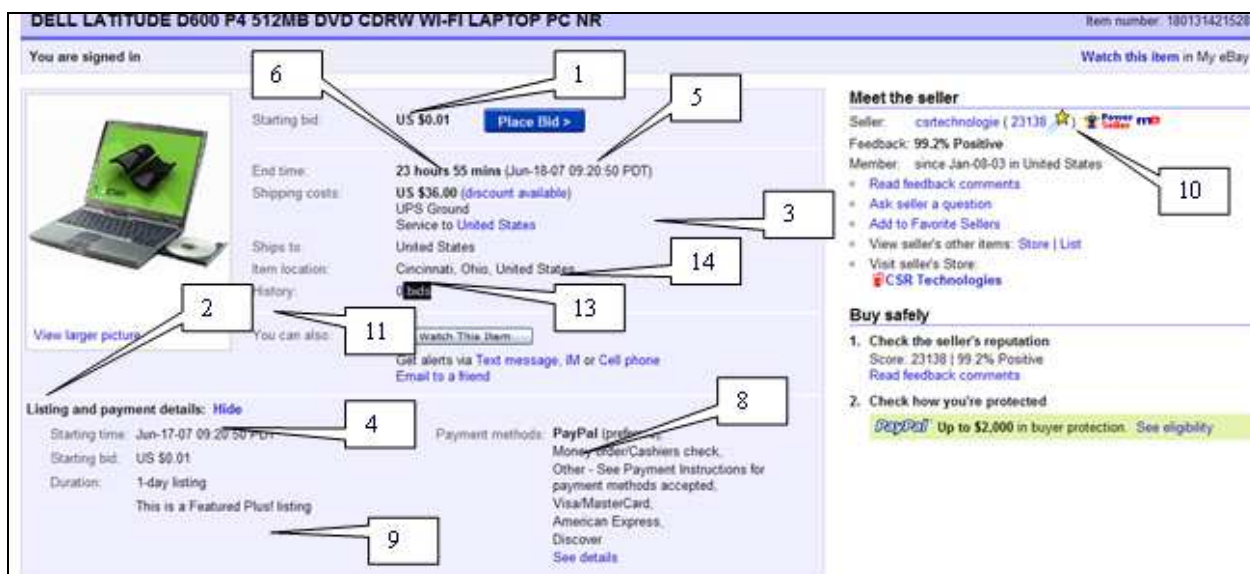 DELL LATITUDE D600 P4 512MB DVD CDRW WI-FI LAPTOP PC NR
Item number: 180131421528
You are signed in
Watch this item in My eBay
6
1
5
Starting bid: US $0.01 Place Bid >
End time: 23 hours 55 mins (Jun-18-07 09:20:50 PDT)
Shipping costs: US $36.00 (discount available)
UPS Ground
Service to United States
3
Ships to: United States
Item location: Cincinnati, Ohio, United States
14
History: 0 bids
2
11
13
View larger picture
You can also: Watch This Item
Get alerts via Text message, IM or Cell phone
Email to a friend
Meet the seller
Seller: csrtechnologie ( 23138 ) Power Seller me
Feedback: 99.2% Positive
Member: since Jan-08-03 in United States
Read feedback comments
10
Ask seller a question
Add to Favorite Sellers
View seller's other items: Store | List
Visit seller's Store:
CSR Technologies
Buy safely
1. Check the seller's reputation
Score: 23138 | 99.2% Positive
Read feedback comments
2. Check how you're protected
PayPal Up to $2,000 in buyer protection. See eligibility
Listing and payment details: Hide
4
8
Starting time: Jun-17-07 09:20:50 PDT
Starting bid: US $0.01
Duration: 1-day listing
This is a Featured Plus! listing
9
Payment methods: PayPal (preferred),
Money order/Cashiers check,
Other - See Payment Instructions for
payment methods accepted,
Visa/MasterCard,
American Express,
Discover
See details